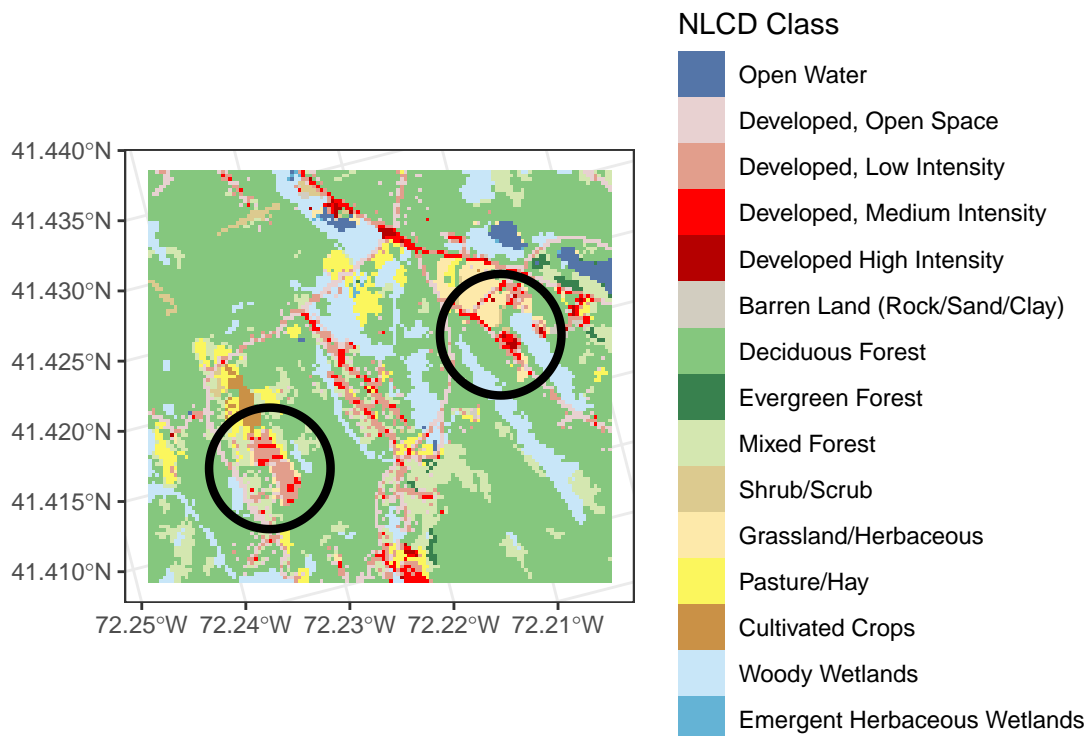 NLCD Class
Open Water
Developed, Open Space
Developed, Low Intensity
Developed, Medium Intensity
Developed High Intensity
Barren Land (Rock/Sand/Clay)
Deciduous Forest
Evergreen Forest
Mixed Forest
Shrub/Scrub
Grassland/Herbaceous
Pasture/Hay
Cultivated Crops
Woody Wetlands
Emergent Herbaceous Wetlands
41.440°N
41.435°N
41.430°N
41.425°N
41.420°N
41.415°N
41.410°N
72.25°W 72.24°W 72.23°W 72.22°W 72.21°W